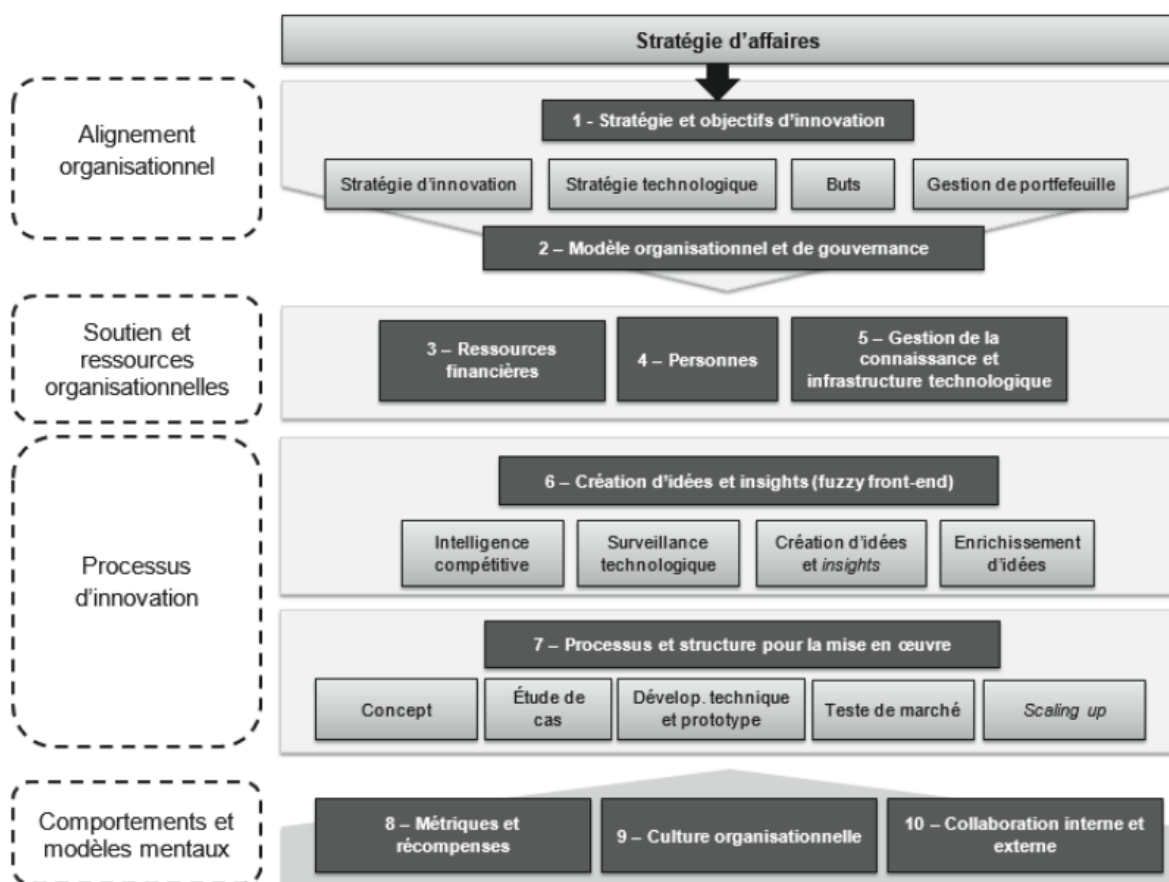 Stratégie d'affaires
Alignement
organisationnel
1 - Stratégie et objectifs d'innovation
Stratégie d'innovation
Stratégie technologique
Buts
Gestion de portfefeuille
2 – Modèle organisationnel et de gouvernance
Soutien et
ressources
organisationnelles
3 – Ressources
financières
4 – Personnes
5 – Gestion de la
connaissance et
infrastructure technologique
Processus
d'innovation
6 – Création d'idées et insights (fuzzy front-end)
Intelligence
compétitive
Surveillance
technologique
Création d'idées
et insights
Enrichissement
d'idées
7 – Processus et structure pour la mise en œuvre
Concept
Étude de
cas
Dévelop. technique
et prototype
Teste de marché
Scaling up
Comportements et
modèles mentaux
8 – Métriques et
récompenses
9 – Culture organisationnelle
10 – Collaboration interne et
externe